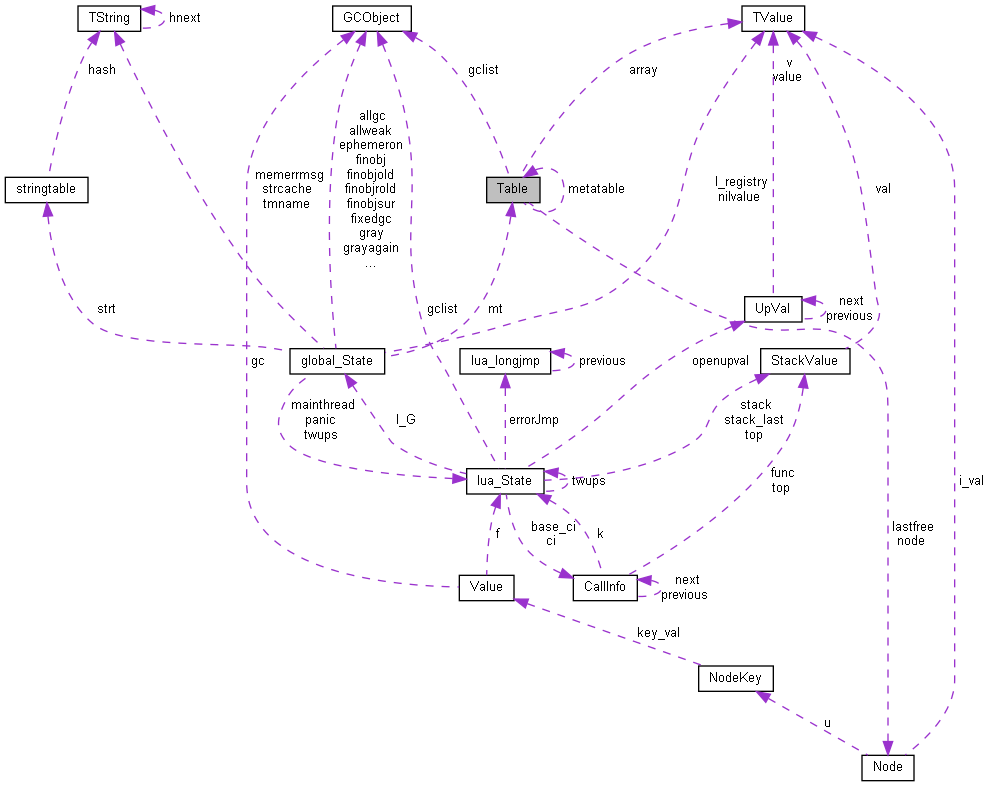 TString
hnext
GCObject
TValue
hash
gclist
array
v
value
allgc
allweak
ephemeron
finobj
finobjold
finobjrold
finobjsur
fixedgc
gray
grayagain
...
memerrmsg
strcache
tmname
stringtable
Table
metatable
l_registry
nilvalue
val
strt
gclist
mt
UpVal
next
previous
global_State
lua_longjmp
previous
openupval
StackValue
gc
mainthread
panic
twups
l_G
errorJmp
stack
stack_last
top
lua_State
twups
func
top
i_val
f
base_ci
ci
k
lastfree
node
Value
CallInfo
next
previous
key_val
NodeKey
u
Node